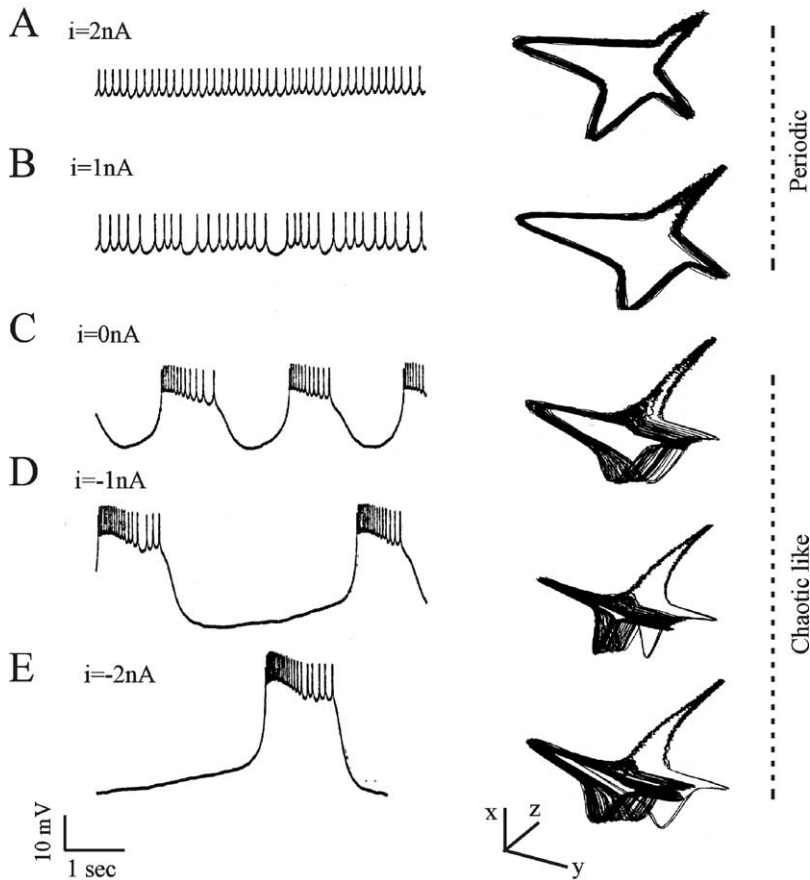 A
i=2nA
B
i=1nA
Periodic
C
i=0nA
D
i=-1nA
E
i=-2nA
Chaotic like
10 mV
1 sec
x
z
y